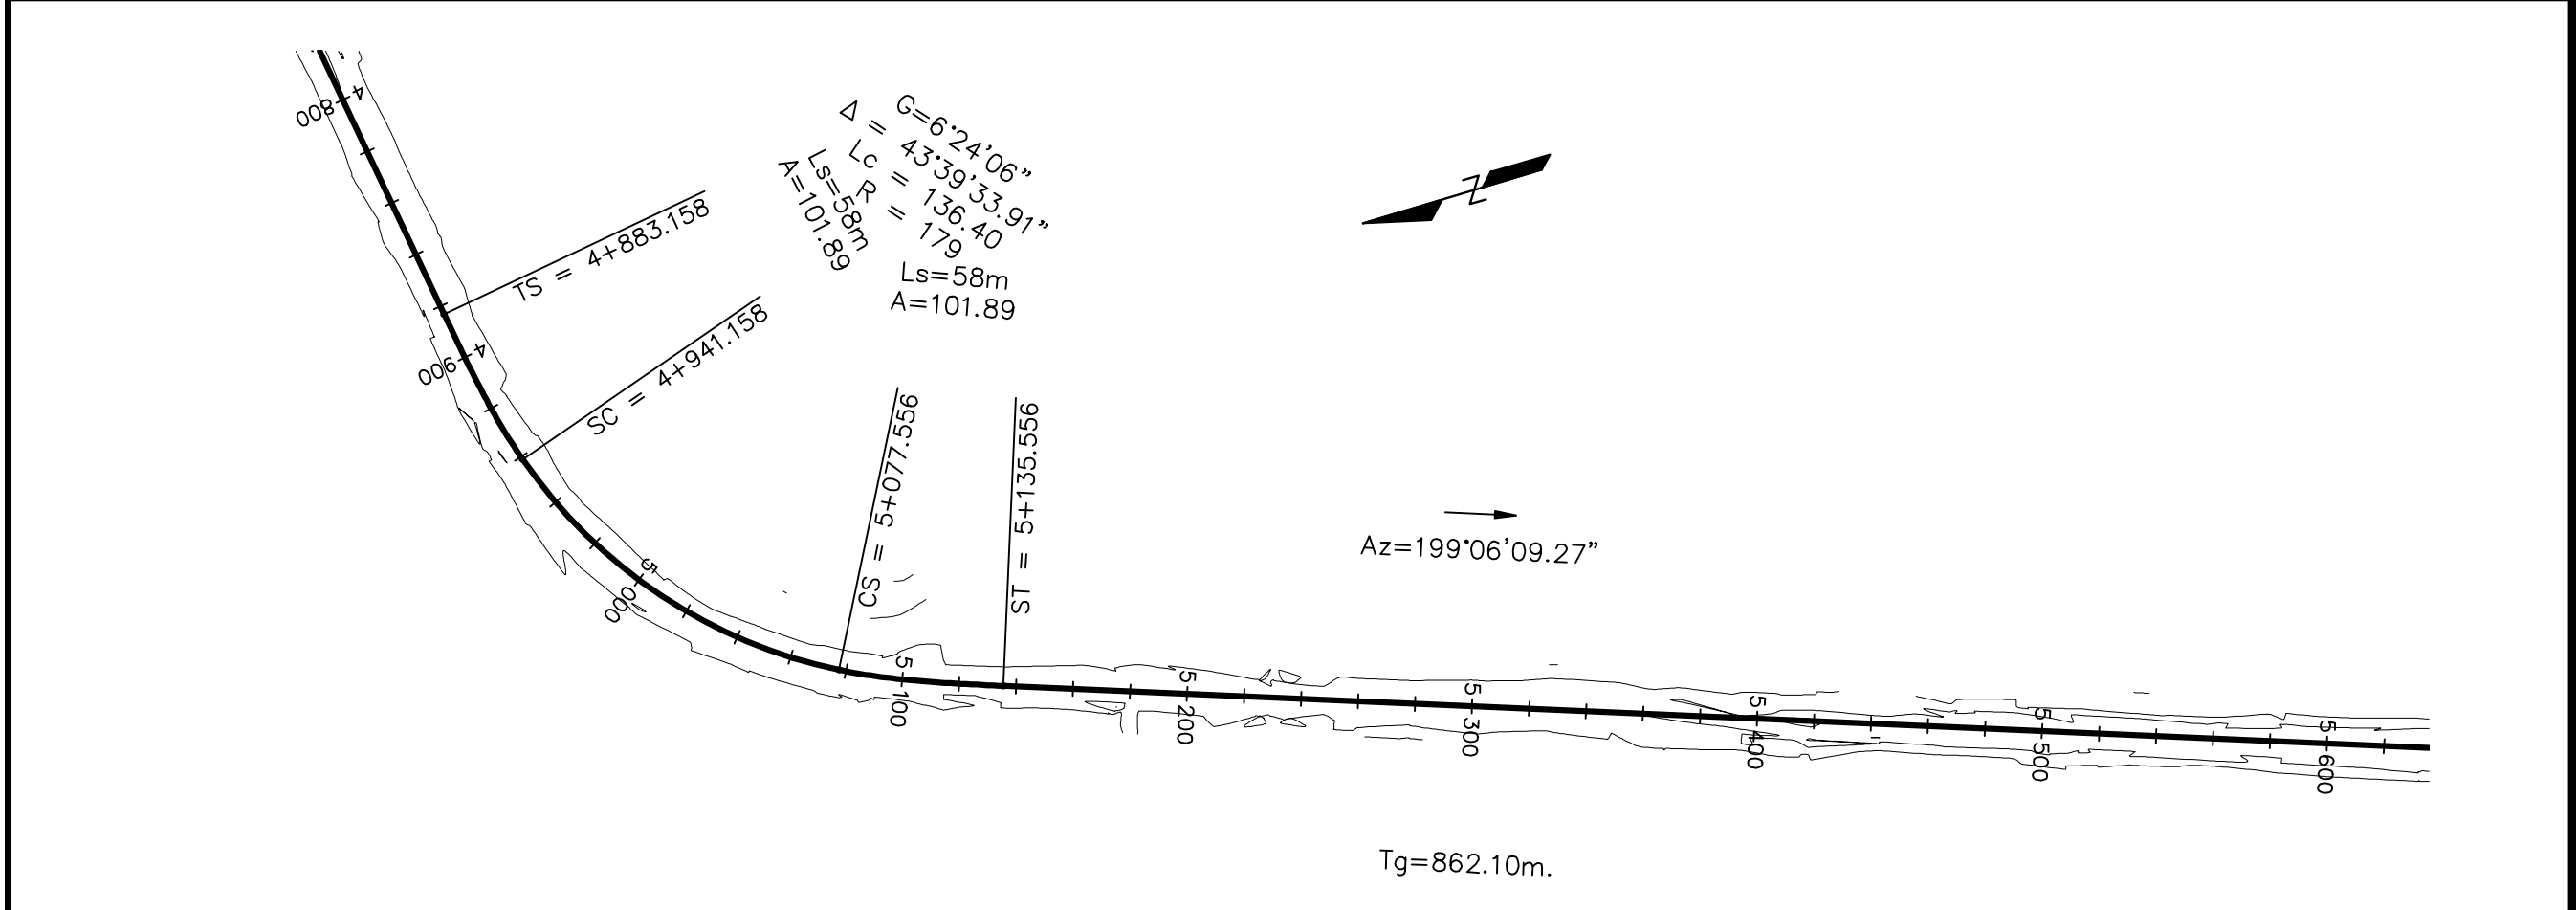 4 800
TS = 4+883.158
4 900
SC = 4+941.158
G=6°24'06"
Δ = 43°39'33.91"
Lc = 136.40
R = 179
Ls=58m
A=101.89
Ls=58m
A=101.89
Z
5 000
CS = 5+077.556
ST = 5+135.556
Az=199°06'09.27"
5 100
5 200
5 300
5 400
5 500
5 600
Tg=862.10m.